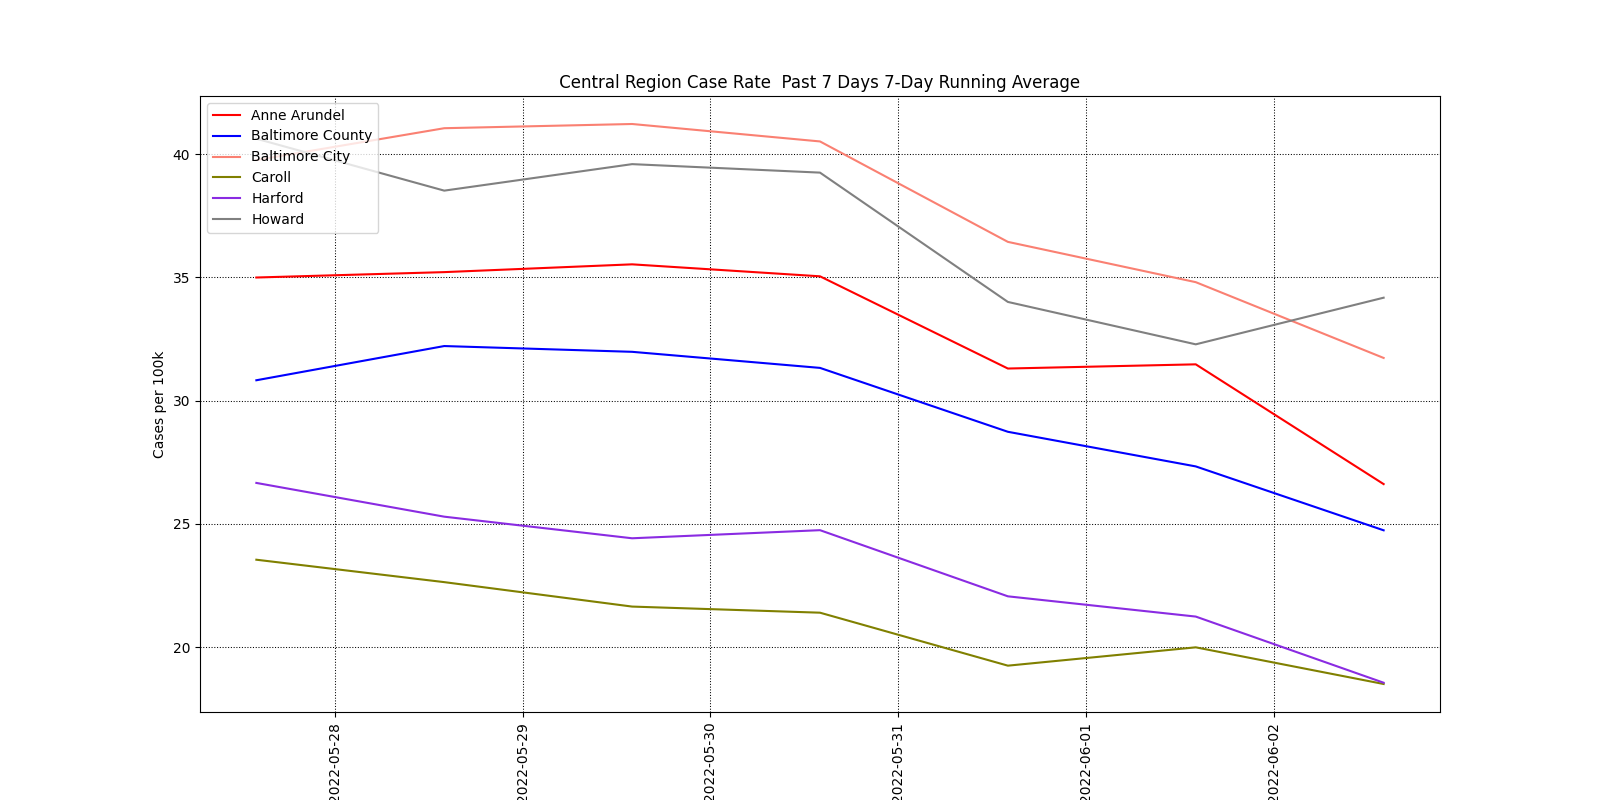 Central Region Case Rate  Past 7 Days 7-Day Running Average
Anne Arundel
Baltimore County
Baltimore City
Caroll
Harford
Howard
40
35
30
25
20
Cases per 100k
2022-05-28
2022-05-29
2022-05-30
2022-05-31
2022-06-01
2022-06-02